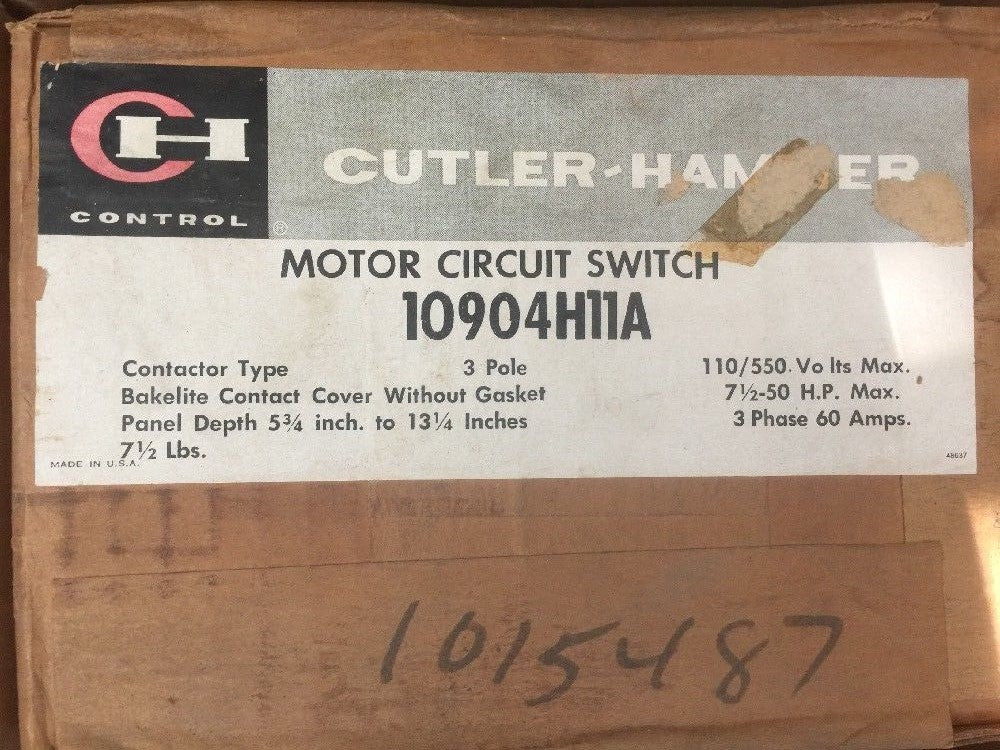 CH
CONTROL
®
CUTLER-HAMMER
MOTOR CIRCUIT SWITCH
10904H11A
Contactor Type 3 Pole 110/550 Volts Max.
Bakelite Contact Cover Without Gasket 7½-50 H.P. Max.
Panel Depth 5¾ inch. to 13¼ Inches 3 Phase 60 Amps.
7½ Lbs.
MADE IN U.S.A.
48637
1015487